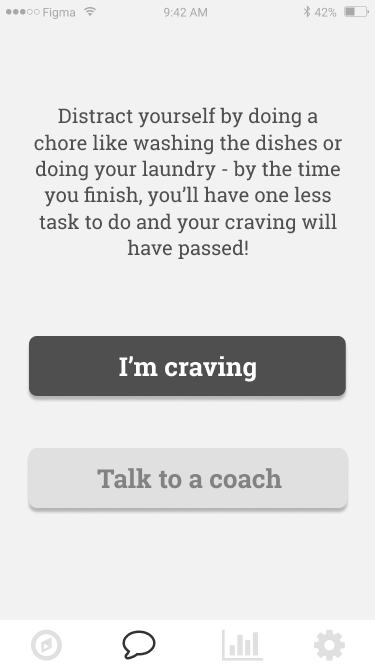 Figma 9:42 AM 42%
Distract yourself by doing a
chore like washing the dishes or
doing your laundry - by the time
you finish, you’ll have one less
task to do and your craving will
have passed!
I’m craving
Talk to a coach